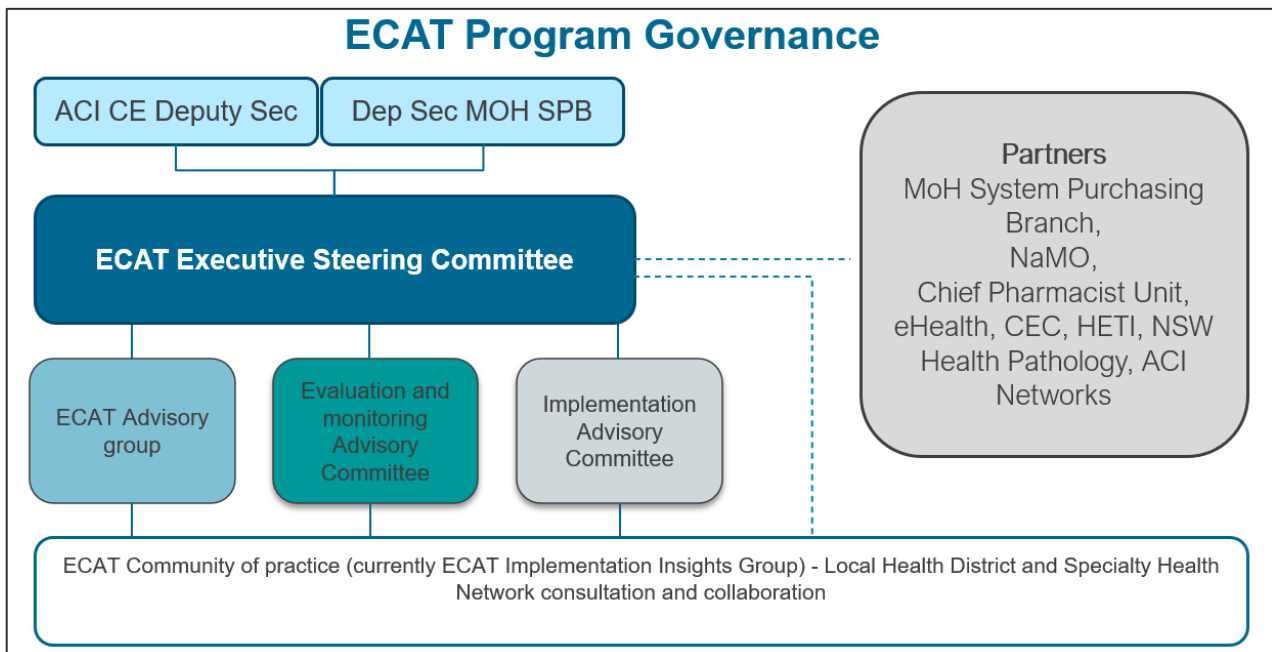 ECAT Program Governance
ACI CE Deputy Sec
Dep Sec MOH SPB
ECAT Executive Steering Committee
Partners
MoH System Purchasing
Branch,
NaMO,
Chief Pharmacist Unit,
eHealth, CEC, HETI, NSW
Health Pathology, ACI
Networks
ECAT Advisory
group
Evaluation and
monitoring
Advisory
Committee
Implementation
Advisory
Committee
ECAT Community of practice (currently ECAT Implementation Insights Group) - Local Health District and Specialty Health
Network consultation and collaboration